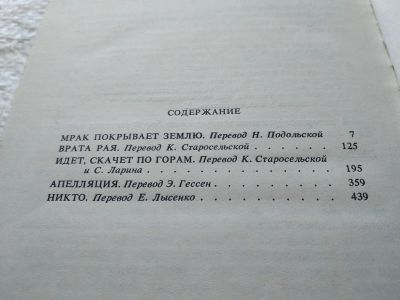 СОДЕРЖАНИЕ
МРАК ПОКРЫВАЕТ ЗЕМЛЮ. Перевод Н. Подольской 7
ВРАТА РАЯ. Перевод К. Старосельской . . . . . . 125
ИДЕТ, СКАЧЕТ ПО ГОРАМ. Перевод К. Старосельской
и С. Ларина . . . . . . . . . . . . . . . . 195
АПЕЛЛЯЦИЯ. Перевод Э. Гессен . . . . . . . . . 359
НИКТО. Перевод Е. Лысенко . . . . . . . . . . 439